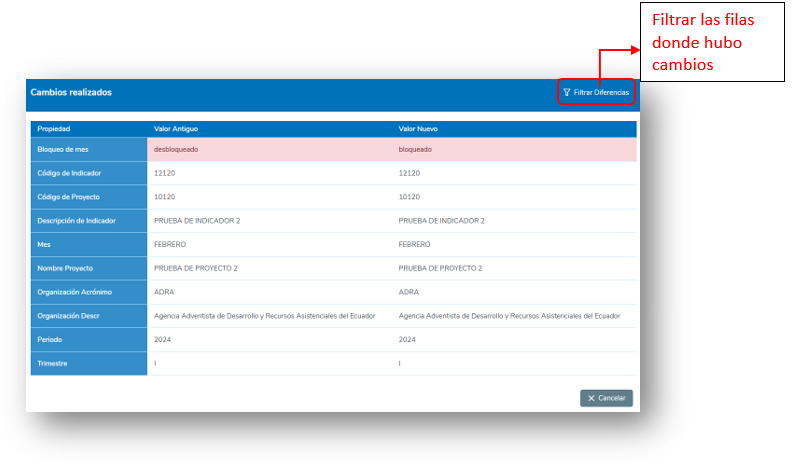 Filtrar las filas
donde hubo
cambios
Cambios realizados
Filtrar Diferencias
Propiedad Valor Antiguo Valor Nuevo
Bloqueo de mes desbloqueado bloqueado
Código de Indicador 12120 12120
Código de Proyecto 10120 10120
Descripción de Indicador PRUEBA DE INDICADOR 2 PRUEBA DE INDICADOR 2
Mes FEBRERO FEBRERO
Nombre Proyecto PRUEBA DE PROYECTO 2 PRUEBA DE PROYECTO 2
Organización Acrónimo ADRA ADRA
Organización Descr Agencia Adventista de Desarrollo y Recursos Asistenciales del Ecuador Agencia Adventista de Desarrollo y Recursos Asistenciales del Ecuador
Periodo 2024 2024
Trimestre I I
Cancelar